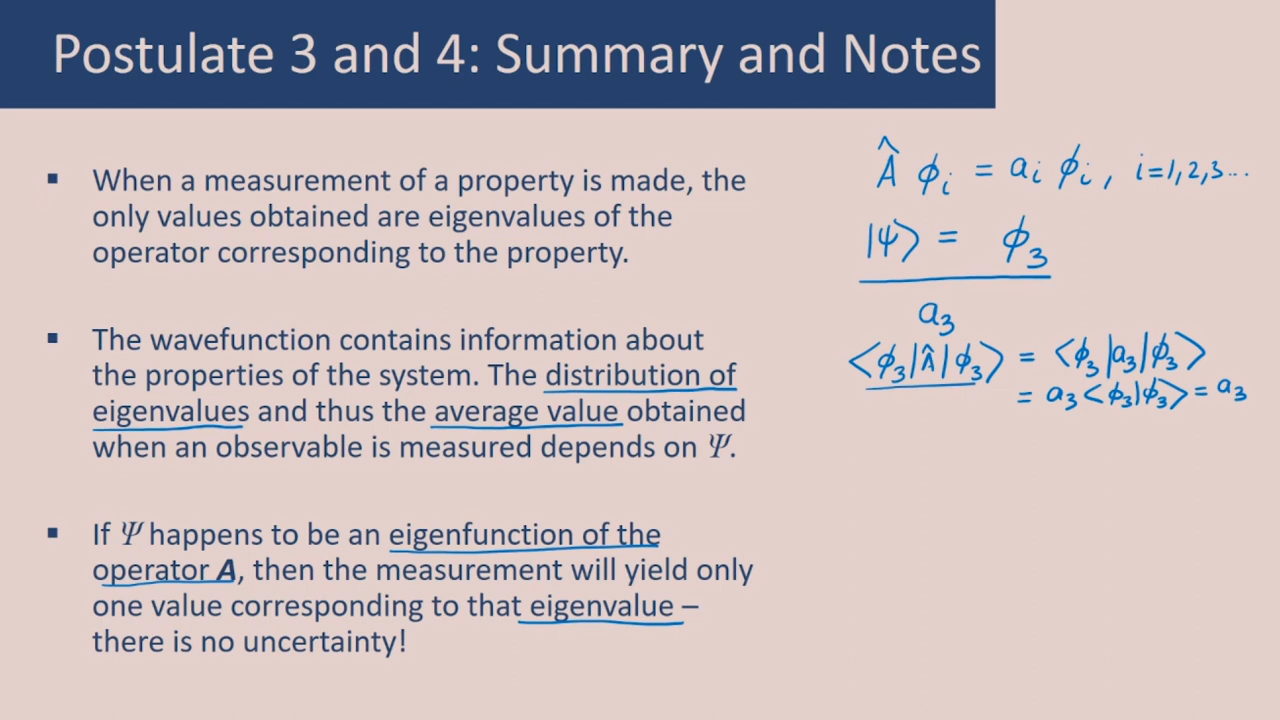 Postulate 3 and 4: Summary and Notes
▪ When a measurement of a property is made, the
only values obtained are eigenvalues of the
operator corresponding to the property.
▪ The wavefunction contains information about
the properties of the system. The distribution of
eigenvalues and thus the average value obtained
when an observable is measured depends on Ψ.
▪ If Ψ happens to be an eigenfunction of the
operator A, then the measurement will yield only
one value corresponding to that eigenvalue –
there is no uncertainty!
Â ϕᵢ = aᵢ ϕᵢ, i=1,2,3...
|Ψ⟩ = ϕ₃
a₃
⟨ϕ₃|Â|ϕ₃⟩ = ⟨ϕ₃|a₃|ϕ₃⟩
= a₃⟨ϕ₃|ϕ₃⟩ = a₃